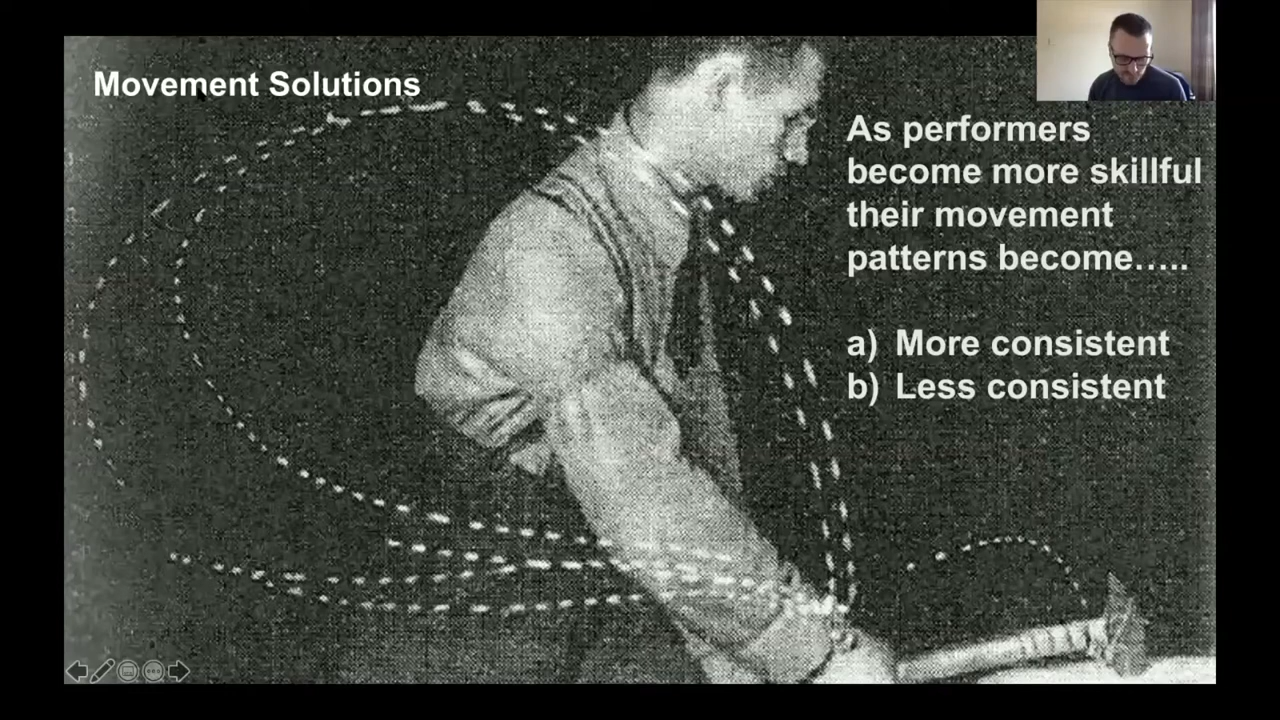 Movement Solutions
As performers
become more skillful
their movement
patterns become…..
a) More consistent
b) Less consistent